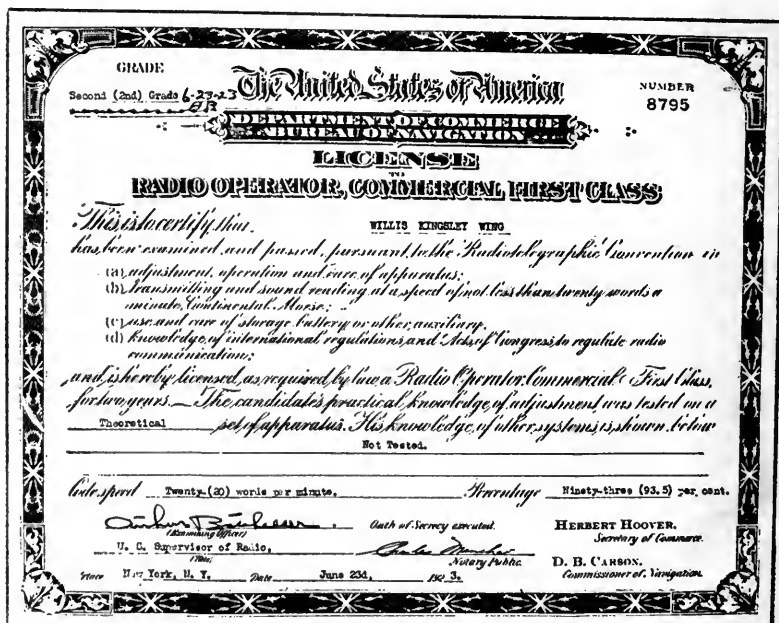 GRADE
Second (2nd) Grade 6-23-23
The United States of America
NUMBER
8795
DEPARTMENT OF COMMERCE
BUREAU OF NAVIGATION
LICENSE
RADIO OPERATOR, COMMERCIAL FIRST CLASS
This is to certify that WILLIS KINGSLEY WING
has been examined and passed, pursuant to the Radiotelegraphic Convention in
(a) adjustment, operation and care of apparatus;
(b) transmitting and sound reading at a speed of not less than twenty words a
minute, Continental Morse;
(c) use and care of storage battery or other auxiliary.
(d) knowledge of international regulations and Acts of Congress to regulate radio
communication;
and is hereby licensed, as required by law a Radio Operator, Commercial First Class,
for two years. The candidate's practical knowledge of adjustment was tested on a
Theoretical set of apparatus. His knowledge of other systems is shown below
Not Tested.
Code speed Twenty (20) words per minute. Percentage Ninety-three (93.5) per cent.
(Examining Officer)
Oath of Secrecy executed.
HERBERT HOOVER,
Secretary of Commerce.
U. S. Supervisor of Radio,
(Title)
Notary Public.
D. B. CARSON,
Commissioner of Navigation.
Place New York, N. Y. Date June 23d, 192 3.